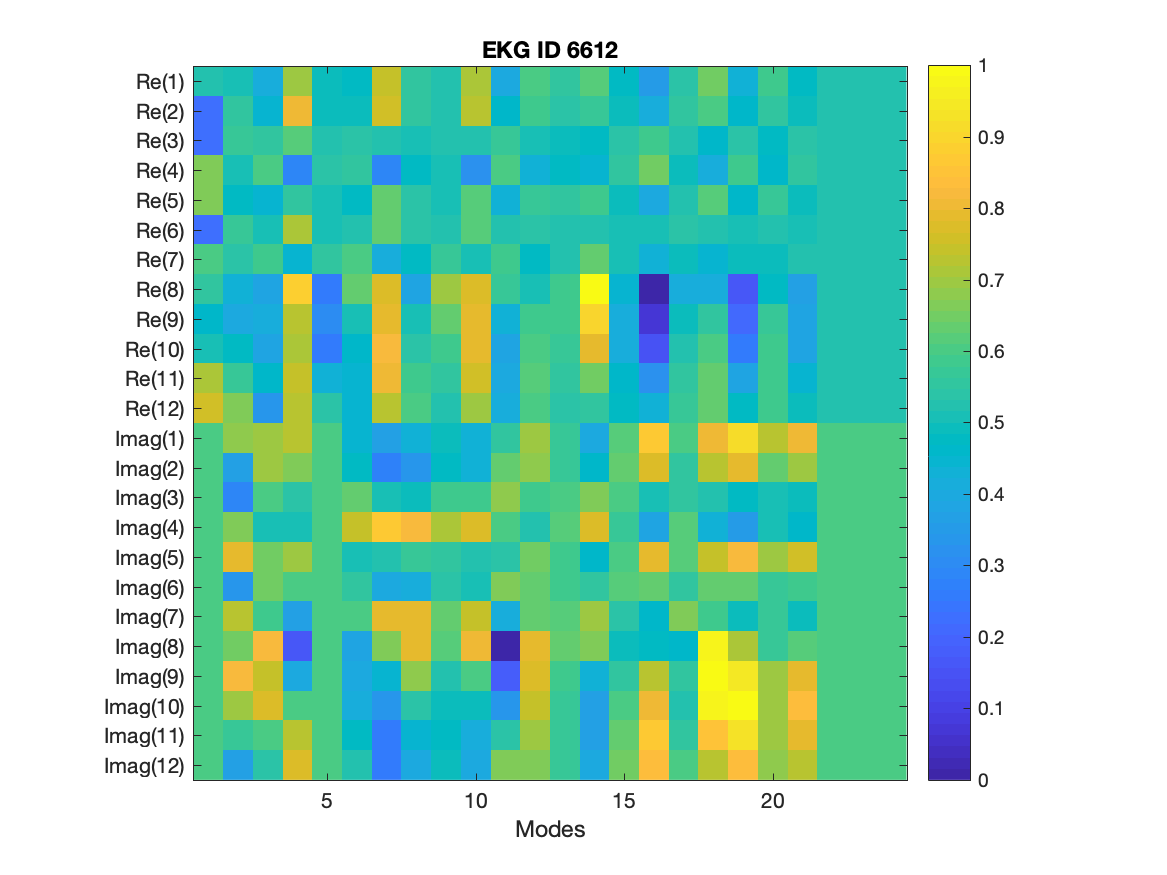 EKG ID 6612
Re(1)
Re(2)
Re(3)
Re(4)
Re(5)
Re(6)
Re(7)
Re(8)
Re(9)
Re(10)
Re(11)
Re(12)
Imag(1)
Imag(2)
Imag(3)
Imag(4)
Imag(5)
Imag(6)
Imag(7)
Imag(8)
Imag(9)
Imag(10)
Imag(11)
Imag(12)
5 10 15 20
Modes
1
0.9
0.8
0.7
0.6
0.5
0.4
0.3
0.2
0.1
0